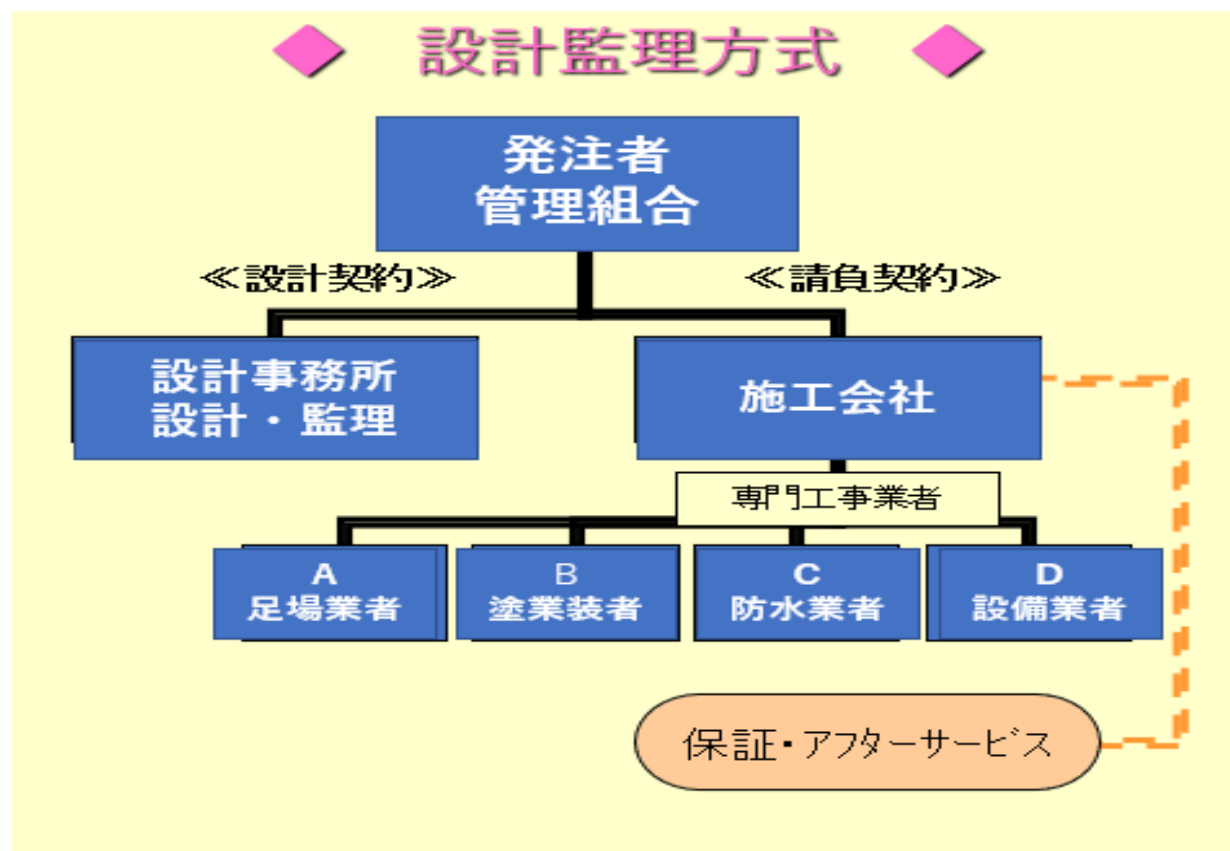 ◆ 設計監理方式 ◆
発注者
管理組合
≪設計契約≫
≪請負契約≫
設計事務所
設計・監理
施工会社
専門工事業者
A
足場業者
B
塗業装者
C
防水業者
D
設備業者
保証・アフターサービス